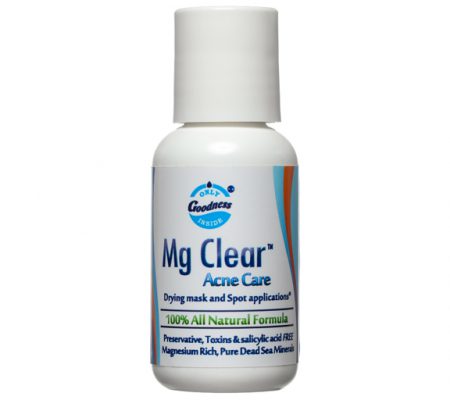 ONLY
Goodness
INSIDE
Mg Clear™
Acne Care
Drying mask and Spot applications
100% All Natural Formula
Preservative, Toxins & salicylic acid FREE
Magnesium Rich, Pure Dead Sea Minerals